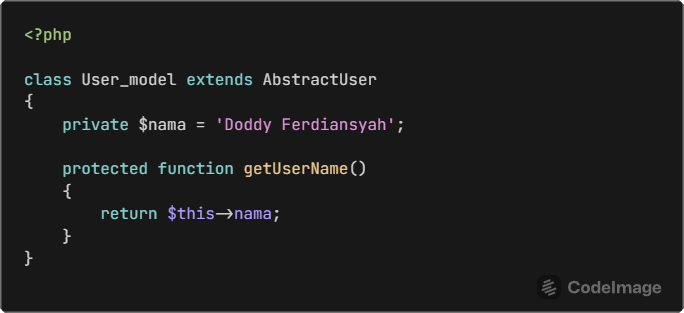 <?php
class User_model extends AbstractUser
{
    private $nama = 'Doddy Ferdiansyah';
    protected function getUserName()
    {
        return $this->nama;
    }
}
CodeImage